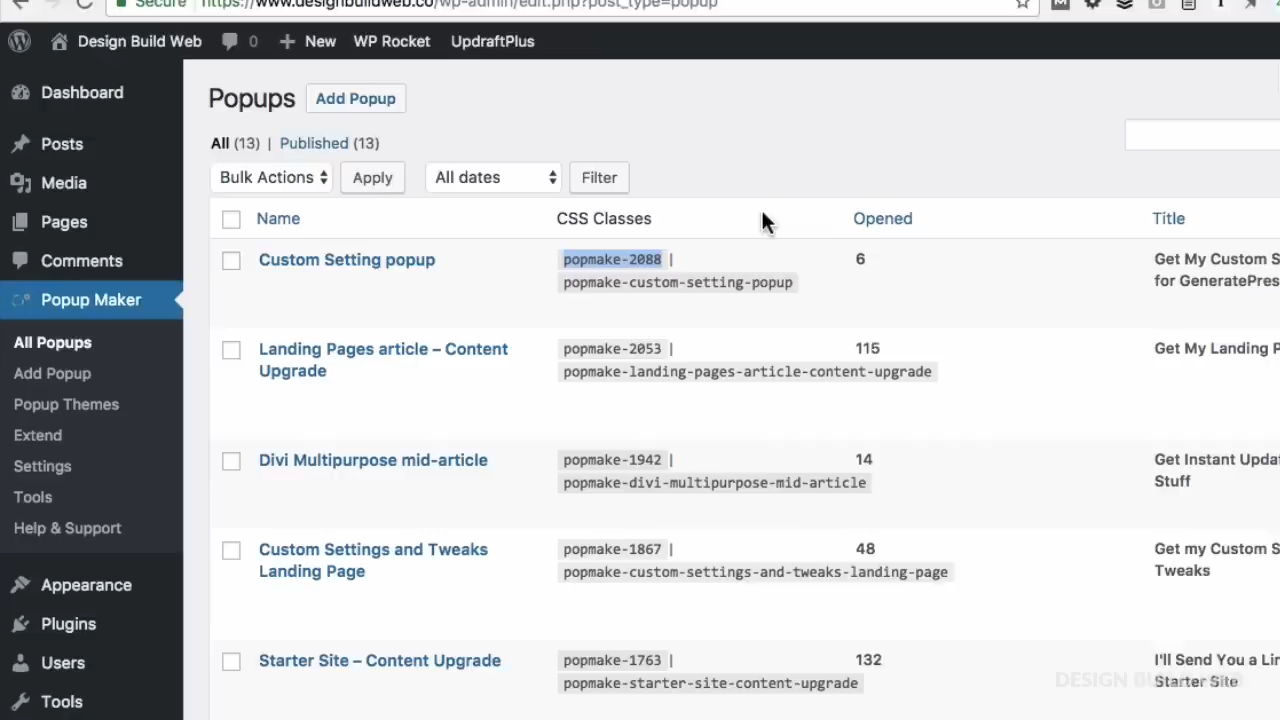 Secure https://www.designbuildweb.co/wp-admin/edit.php?post_type=popup
Design Build Web 0 New WP Rocket UpdraftPlus
Dashboard
Posts
Media
Pages
Comments
Popup Maker
All Popups
Add Popup
Popup Themes
Extend
Settings
Tools
Help & Support
Appearance
Plugins
Users
Tools
Popups Add Popup
All (13) | Published (13)
Bulk Actions Apply All dates Filter
Name CSS Classes Opened Title
Custom Setting popup popmake-2088 | 6 Get My Custom S
popmake-custom-setting-popup for GeneratePres
Landing Pages article – Content popmake-2053 | 115 Get My Landing P
Upgrade popmake-landing-pages-article-content-upgrade
Divi Multipurpose mid-article popmake-1942 | 14 Get Instant Upda
popmake-divi-multipurpose-mid-article Stuff
Custom Settings and Tweaks popmake-1867 | 48 Get my Custom S
Landing Page popmake-custom-settings-and-tweaks-landing-page Tweaks
Starter Site – Content Upgrade popmake-1763 | 132 I'll Send You a Lin
popmake-starter-site-content-upgrade Starter Site